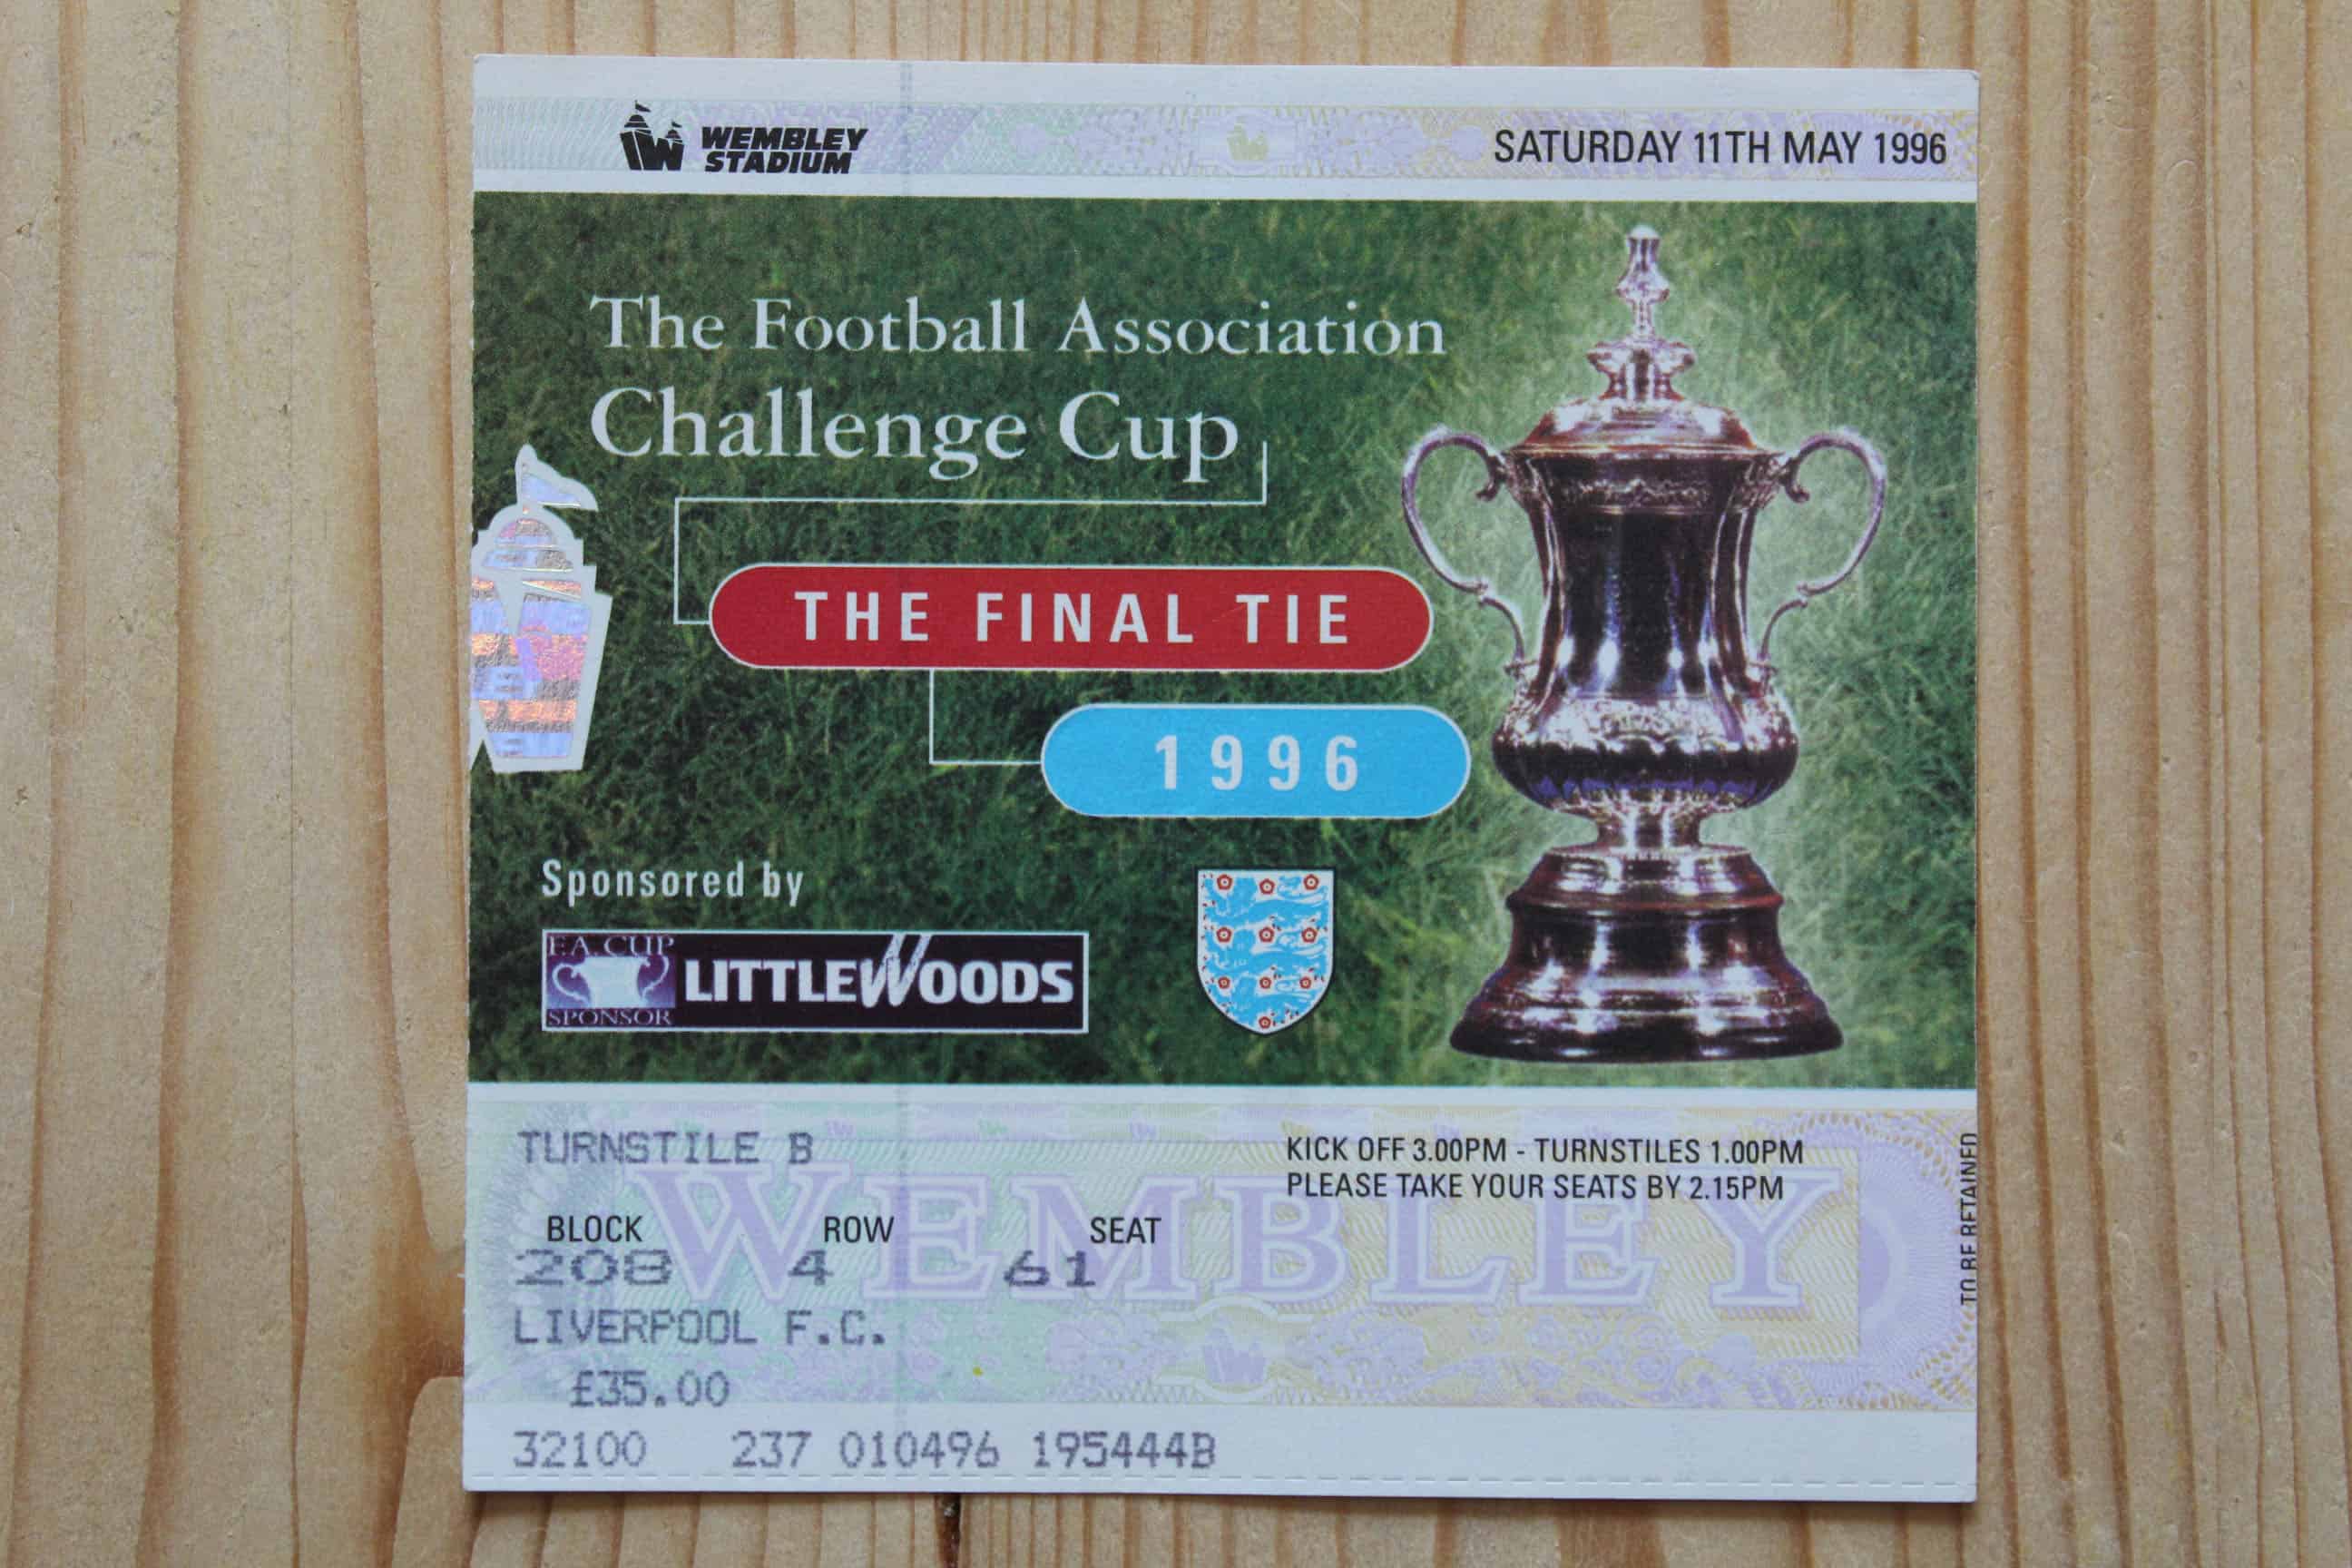 WEMBLEY
STADIUM
SATURDAY 11TH MAY 1996
The Football Association
Challenge Cup
THE FINAL TIE
1996
Sponsored by
F.A. CUP
SPONSOR
LITTLEWOODS
TURNSTILE B
KICK OFF 3.00PM - TURNSTILES 1.00PM
PLEASE TAKE YOUR SEATS BY 2.15PM
BLOCK ROW SEAT
208 4 61
WEMBLEY
LIVERPOOL F.C.
£35.00
32100 237 010496 195444B
TO BE RETAINED